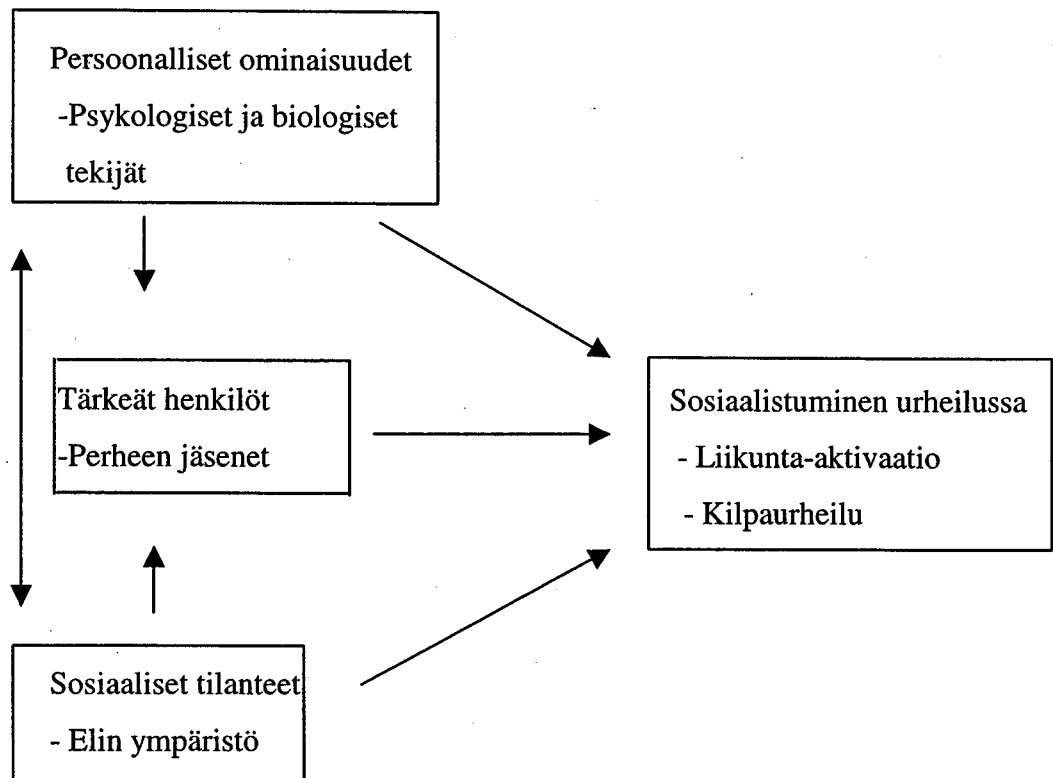 Persoonalliset ominaisuudet
-Psykologiset ja biologiset
tekijät
Tärkeät henkilöt
-Perheen jäsenet
Sosiaalistuminen urheilussa
- Liikunta-aktivaatio
- Kilpaurheilu
Sosiaaliset tilanteet
- Elin ympäristö